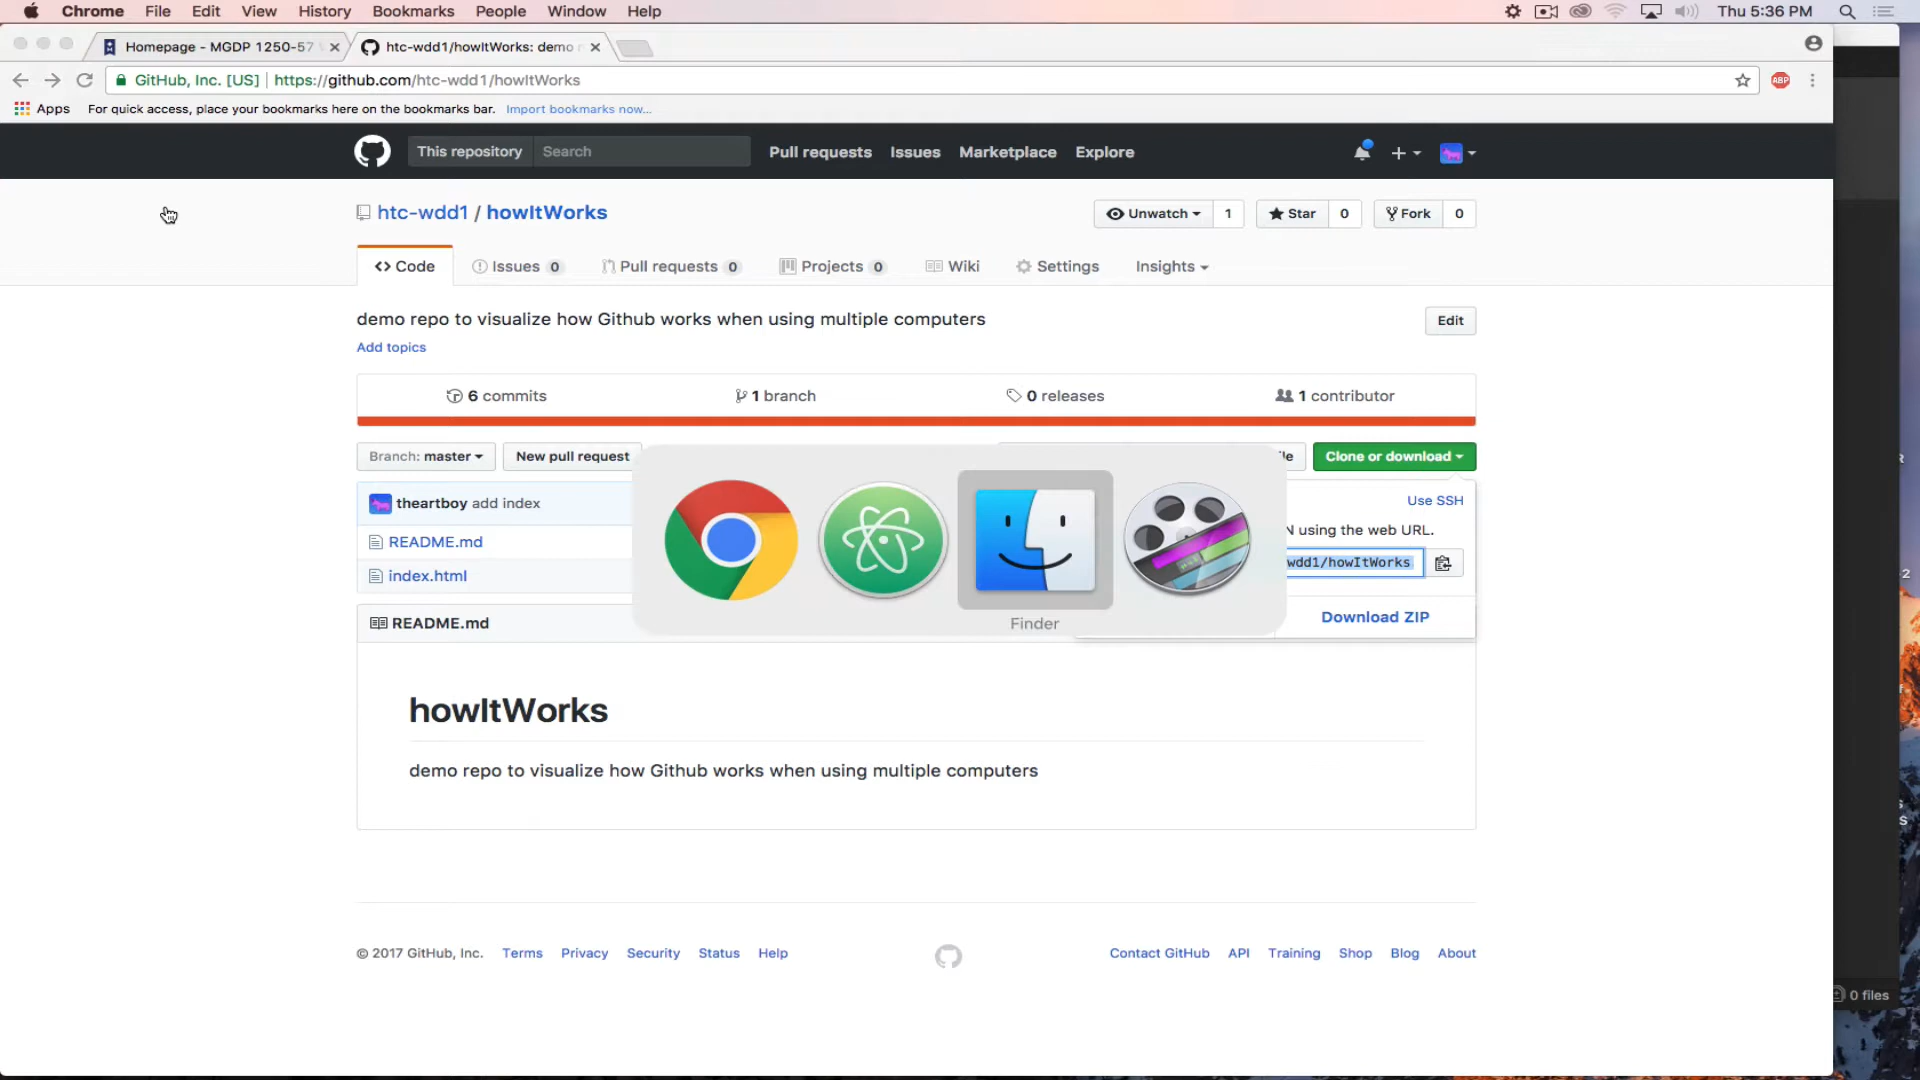 Chrome File Edit View History Bookmarks People Window Help Thu 5:36 PM
Homepage - MGDP 1250-57 htc-wdd1/howItWorks: demo
GitHub, Inc. [US] https://github.com/htc-wdd1/howItWorks ABP
Apps For quick access, place your bookmarks here on the bookmarks bar. Import bookmarks now...
This repository Search Pull requests Issues Marketplace Explore
htc-wdd1 / howItWorks Unwatch 1 Star 0 Fork 0
Code Issues 0 Pull requests 0 Projects 0 Wiki Settings Insights
demo repo to visualize how Github works when using multiple computers Edit
Add topics
6 commits 1 branch 0 releases 1 contributor
Branch: master New pull request Clone or download
theartboy add index Use SSH
using the web URL.
README.md
wdd1/howItWorks
index.html
Download ZIP
README.md Finder
howItWorks
demo repo to visualize how Github works when using multiple computers
© 2017 GitHub, Inc. Terms Privacy Security Status Help Contact GitHub API Training Shop Blog About
0 files